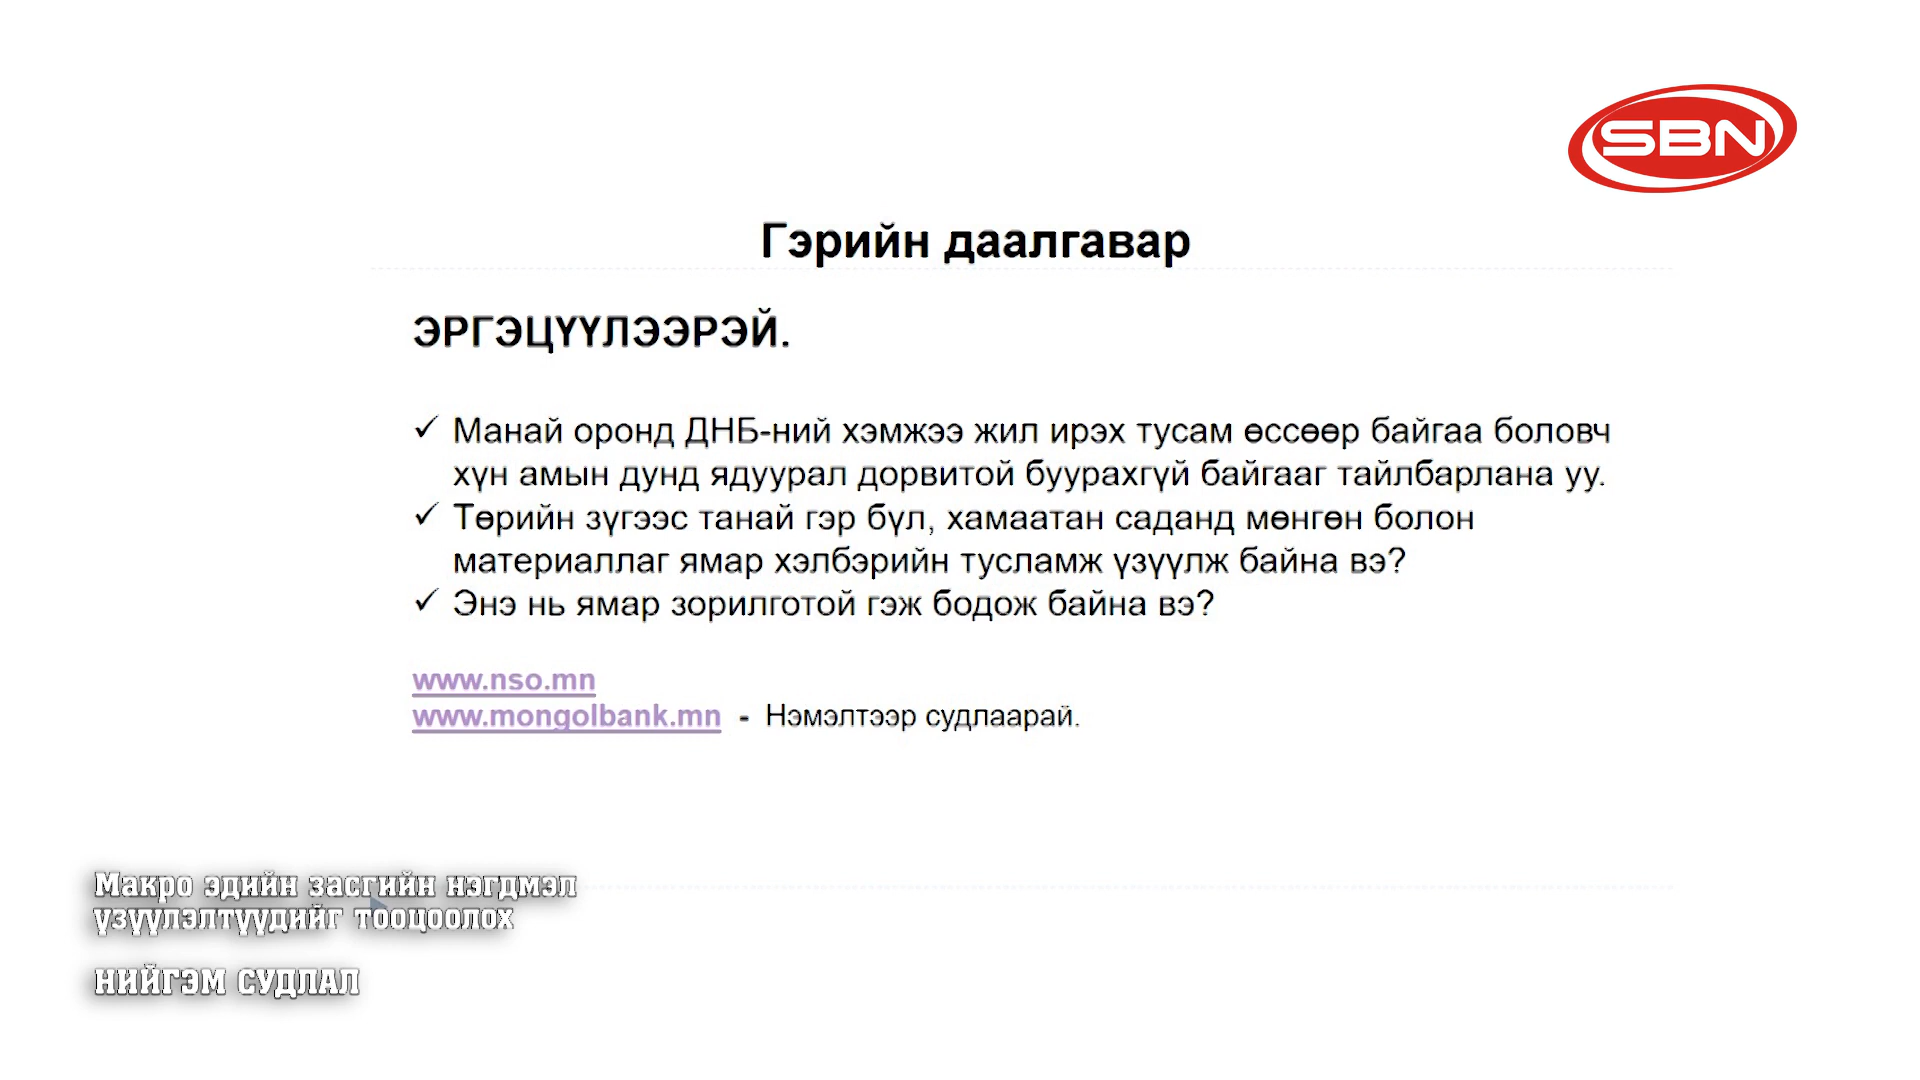 SBN
Гэрийн даалгавар
ЭРГЭЦҮҮЛЭЭРЭЙ.
✓ Манай оронд ДНБ-ний хэмжээ жил ирэх тусам өссөөр байгаа боловч
хүн амын дунд ядуурал дорвитой буурахгүй байгааг тайлбарлана уу.
✓ Төрийн зүгээс танай гэр бүл, хамаатан саданд мөнгөн болон
материаллаг ямар хэлбэрийн тусламж үзүүлж байна вэ?
✓ Энэ нь ямар зорилготой гэж бодож байна вэ?
www.nso.mn
www.mongolbank.mn - Нэмэлтээр судлаарай.
Макро эдийн засгийн нэгдмэл
үзүүлэлтүүдийг тооцоолох
НИЙГЭМ СУДЛАЛ